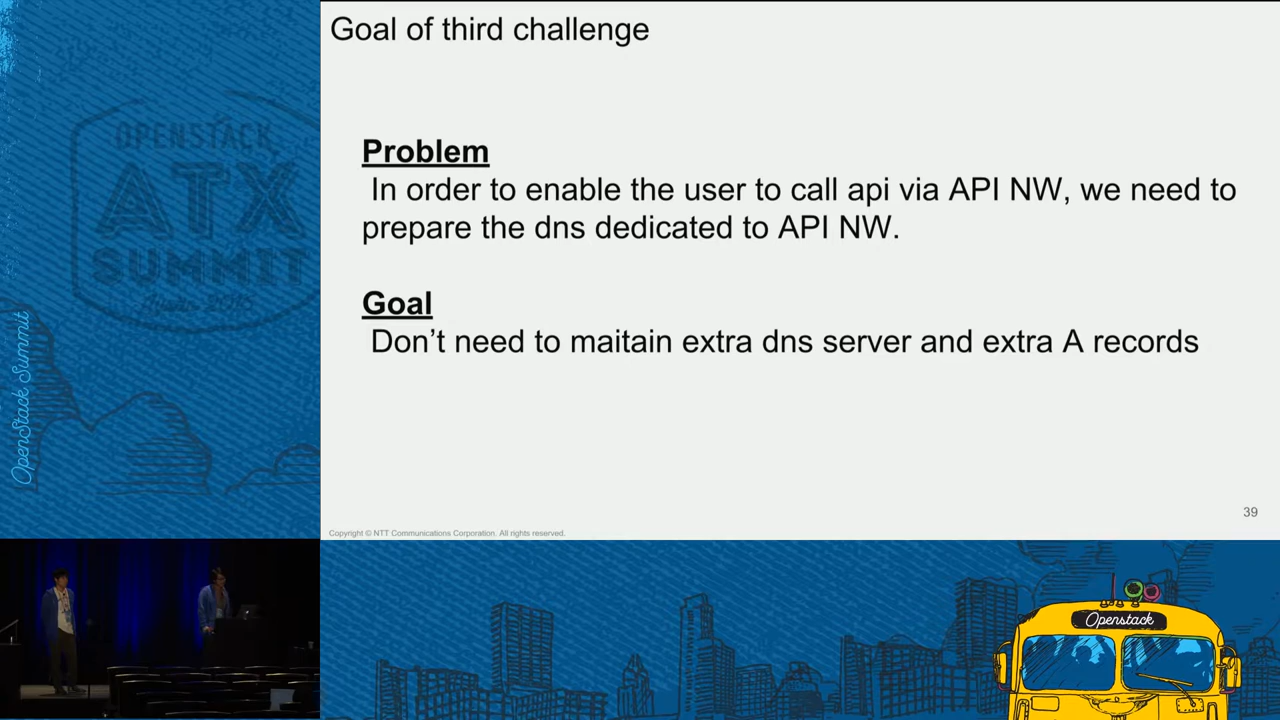 Goal of third challenge
Problem
In order to enable the user to call api via API NW, we need to
prepare the dns dedicated to API NW.
Goal
Don’t need to maitain extra dns server and extra A records
39
Copyright © NTT Communications Corporation. All rights reserved.
OPENSTACK
ATX
SUMMIT
OpenStack Summit
Openstack